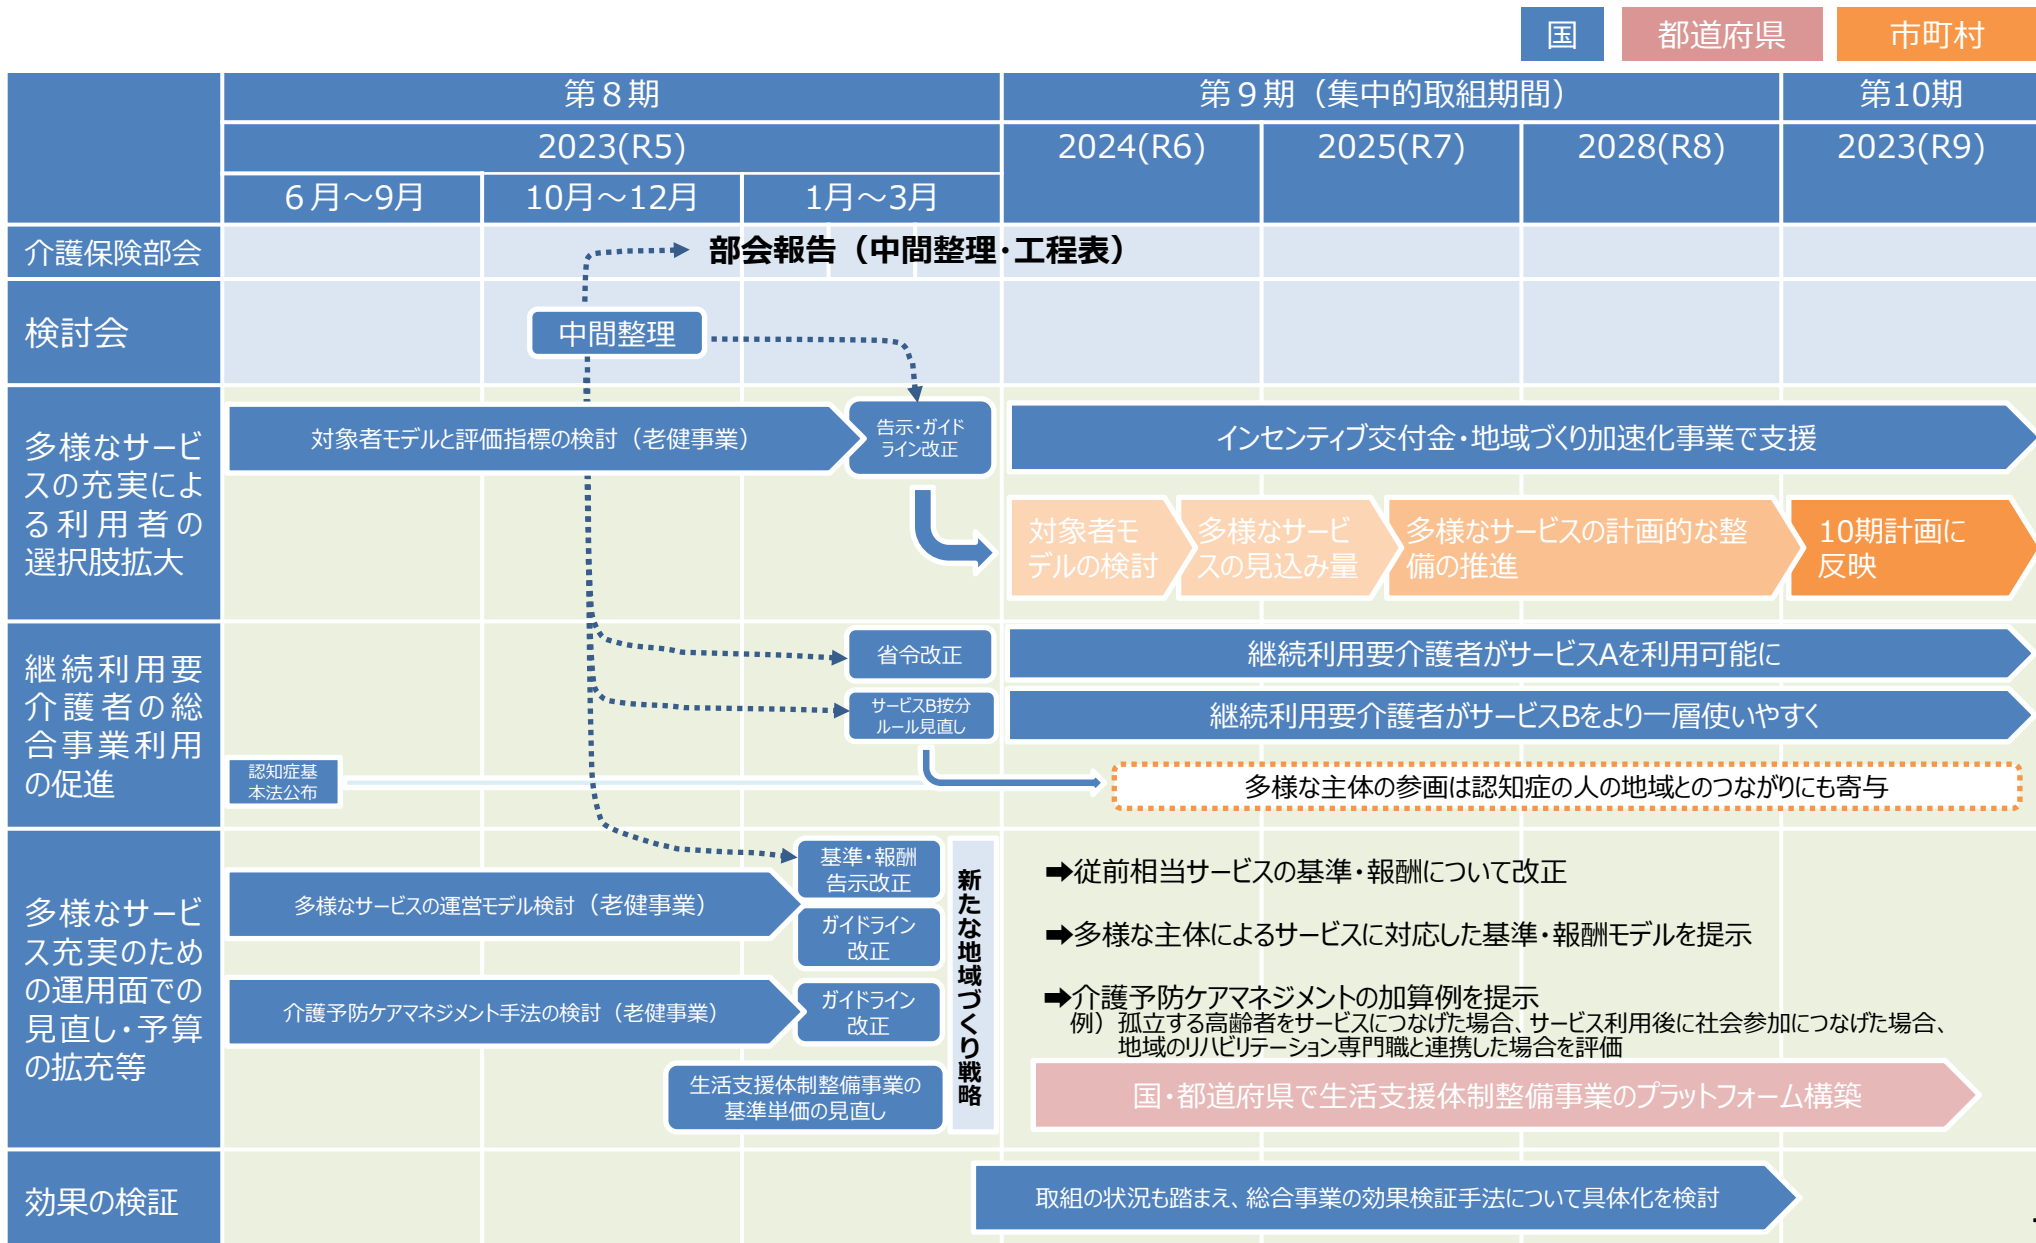 国
都道府県
市町村
第８期
第９期（集中的取組期間）
第10期
2023(R5)
2024(R6)
2025(R7)
2028(R8)
2023(R9)
６月～9月
10月～12月
1月～3月
介護保険部会
部会報告（中間整理・工程表）
検討会
中間整理
多様なサービ
スの充実によ
る利用者の
選択肢拡大
対象者モデルと評価指標の検討（老健事業）
告示・ガイド
ライン改正
インセンティブ交付金・地域づくり加速化事業で支援
対象者モ
デルの検討
多様なサービ
スの見込み量
多様なサービスの計画的な整
備の推進
10期計画に
反映
継続利用要
介護者の総
合事業利用
の促進
省令改正
継続利用要介護者がサービスAを利用可能に
サービスB按分
ルール見直し
継続利用要介護者がサービスBをより一層使いやすく
認知症基
本法公布
多様な主体の参画は認知症の人の地域とのつながりにも寄与
多様なサービ
ス充実のため
の運用面での
見直し・予算
の拡充等
多様なサービスの運営モデル検討（老健事業）
基準・報酬
告示改正
ガイドライン
改正
介護予防ケアマネジメント手法の検討（老健事業）
ガイドライン
改正
生活支援体制整備事業の
基準単価の見直し
新たな地域づくり戦略
➡従前相当サービスの基準・報酬について改正
➡多様な主体によるサービスに対応した基準・報酬モデルを提示
➡介護予防ケアマネジメントの加算例を提示
例）孤立する高齢者をサービスにつなげた場合、サービス利用後に社会参加につなげた場合、
地域のリハビリテーション専門職と連携した場合を評価
国・都道府県で生活支援体制整備事業のプラットフォーム構築
効果の検証
取組の状況も踏まえ、総合事業の効果検証手法について具体化を検討